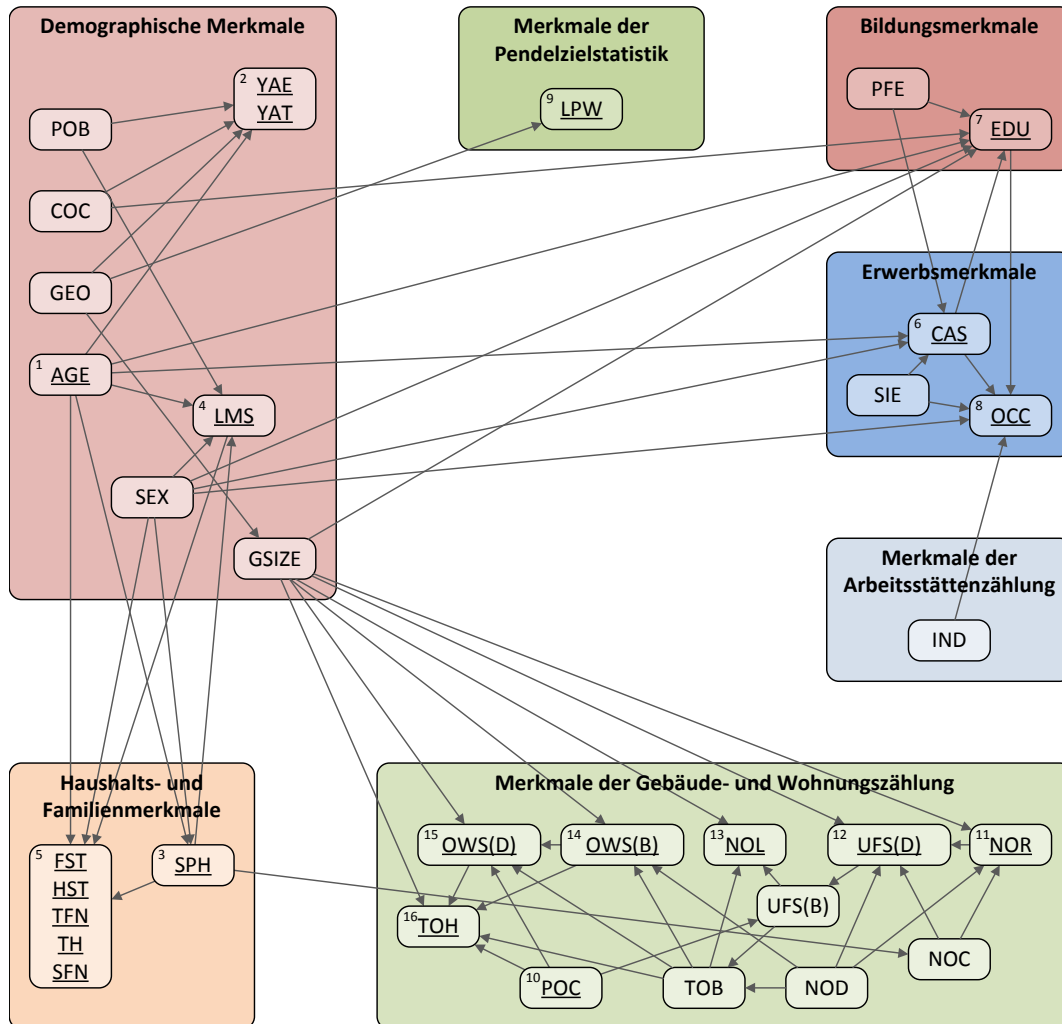 Demographische Merkmale
2 YAE
YAT
POB
COC
GEO
1 AGE
4 LMS
SEX
GSIZE
Merkmale der
Pendelzielstatistik
9 LPW
Bildungsmerkmale
PFE
7 EDU
Erwerbsmerkmale
6 CAS
SIE
8 OCC
Merkmale der
Arbeitsstättenzählung
IND
Haushalts- und
Familienmerkmale
5 FST
HST
TFN
TH
SFN
3 SPH
Merkmale der Gebäude- und Wohnungszählung
15 OWS(D)
14 OWS(B)
13 NOL
12 UFS(D)
11 NOR
UFS(B)
16 TOH
NOC
10 POC
TOB
NOD